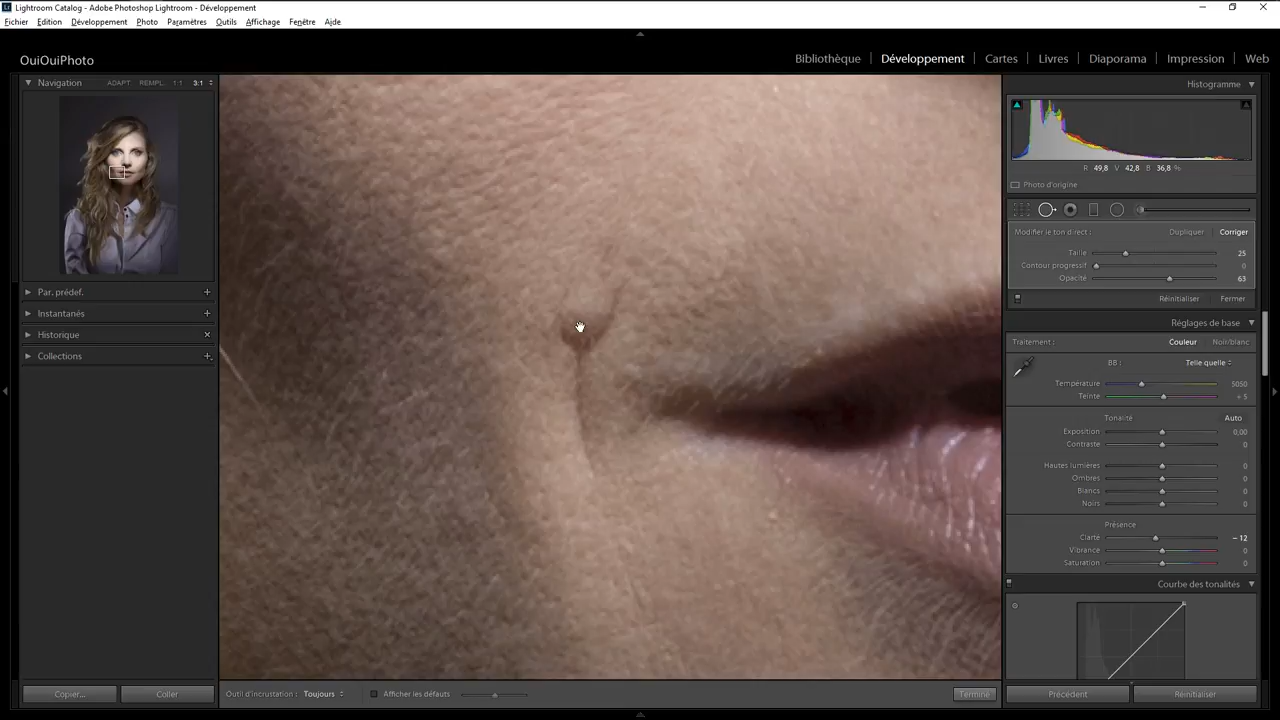 Lightroom Catalog - Adobe Photoshop Lightroom - Développement
Fichier Edition Développement Photo Paramètres Outils Affichage Fenêtre Aide
OuiOuiPhoto
Bibliothèque Développement Cartes Livres Diaporama Impression Web
Navigation ADAPT. REMPL. 1:1 3:1
Par. prédef.
Instantanés
Historique
Collections
Copier... Coller
Outil d'incrustation : Toujours Afficher les défauts Terminé
Histogramme
R 49,8 V 42,8 B 36,8 %
Photo d'origine
Modifier le ton direct : Dupliquer Corriger
Taille 25
Contour progressif 0
Opacité 63
Réinitialiser Fermer
Réglages de base
Traitement : Couleur Noir/blanc
BB : Telle quelle
Température 5050
Teinte + 5
Tonalité Auto
Exposition 0,00
Contraste 0
Hautes lumières 0
Ombres 0
Blancs 0
Noirs 0
Présence
Clarté – 12
Vibrance 0
Saturation 0
Courbe des tonalités
Précédent Réinitialiser